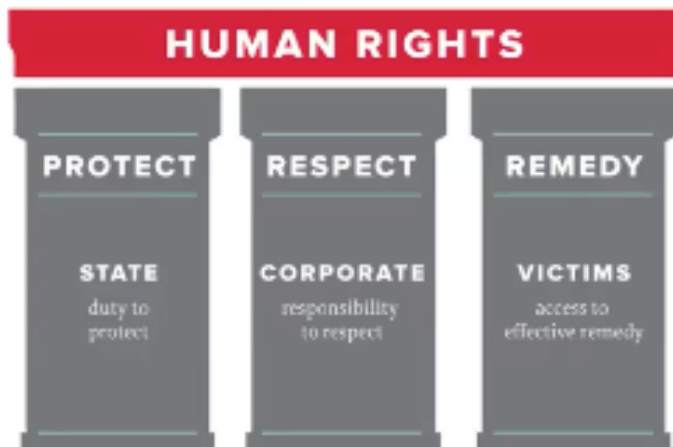 HUMAN RIGHTS
PROTECT
STATE
duty to
protect
RESPECT
CORPORATE
responsibility
to respect
REMEDY
VICTIMS
access to
effective remedy